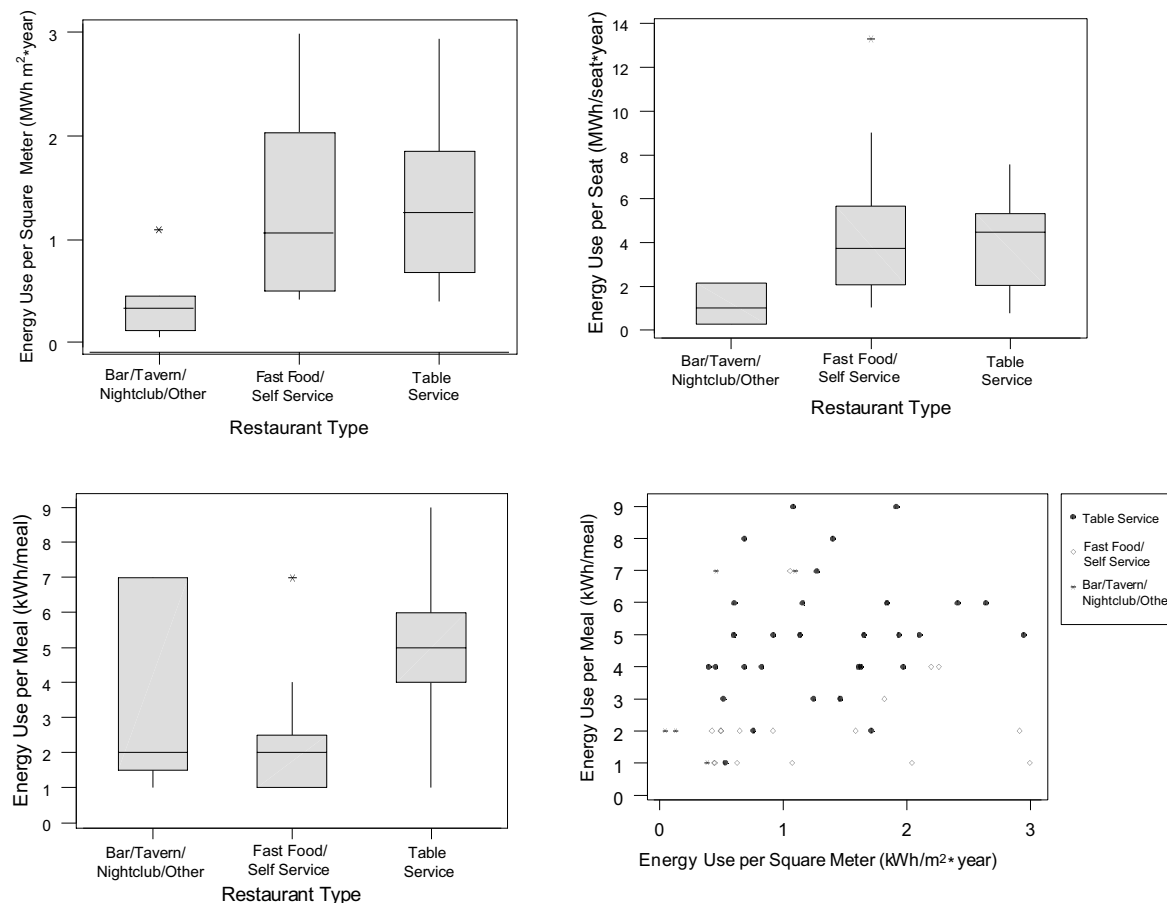 Energy Use per Square Meter (MWh m²*year)
3
2
1
0
Bar/Tavern/
Nightclub/Other
Fast Food/
Self Service
Table
Service
Restaurant Type
Energy Use per Seat (MWh/seat*year)
14
12
10
8
6
4
2
0
Bar/Tavern/
Nightclub/Other
Fast Food/
Self Service
Table
Service
Restaurant Type
Energy Use per Meal (kWh/meal)
9
8
7
6
5
4
3
2
1
0
Bar/Tavern/
Nightclub/Other
Fast Food/
Self Service
Table
Service
Restaurant Type
Energy Use per Meal (kWh/meal)
9
8
7
6
5
4
3
2
1
0
0 1 2 3
Energy Use per Square Meter (kWh/m²*year)
Table Service
Fast Food/
Self Service
Bar/Tavern/
Nightclub/Other